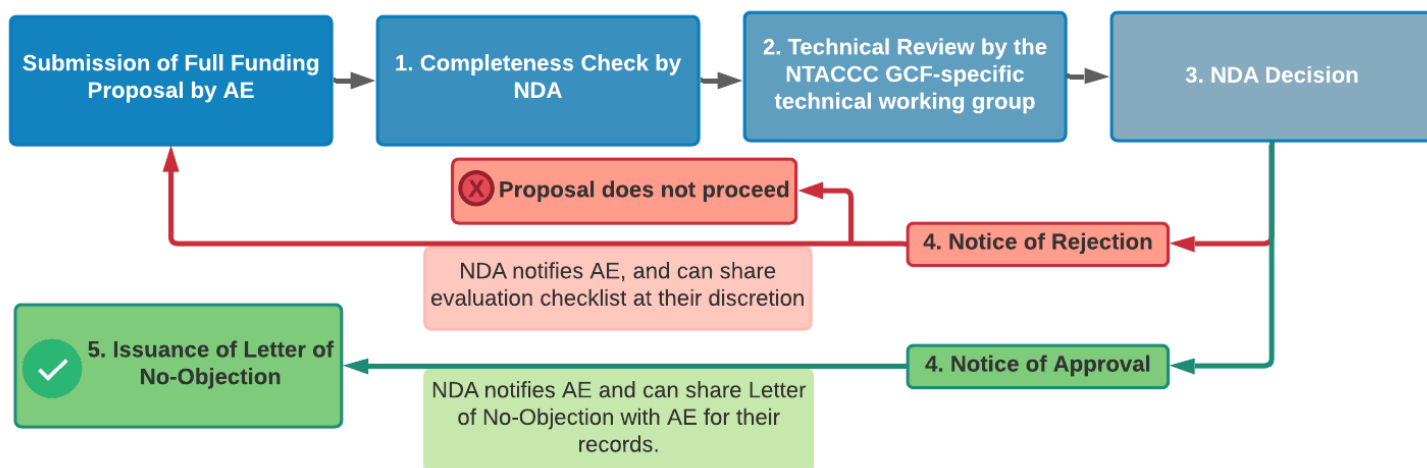 Submission of Full Funding
Proposal by AE
1. Completeness Check by
NDA
2. Technical Review by the
NTACCC GCF-specific
technical working group
3. NDA Decision
X
Proposal does not proceed
4. Notice of Rejection
NDA notifies AE, and can share
evaluation checklist at their discretion
5. Issuance of Letter of
No-Objection
4. Notice of Approval
NDA notifies AE and can share Letter
of No-Objection with AE for their
records.